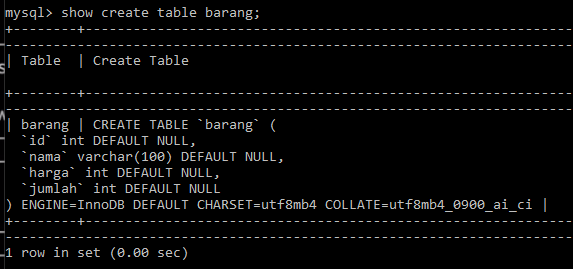 mysql> show create table barang;
+--------+---------------------------------------------------------------
---------------------------------------------------------------------------
| Table  | Create Table
+--------+---------------------------------------------------------------
---------------------------------------------------------------------------
| barang | CREATE TABLE `barang` (
  `id` int DEFAULT NULL,
  `nama` varchar(100) DEFAULT NULL,
  `harga` int DEFAULT NULL,
  `jumlah` int DEFAULT NULL
) ENGINE=InnoDB DEFAULT CHARSET=utf8mb4 COLLATE=utf8mb4_0900_ai_ci |
+--------+---------------------------------------------------------------
---------------------------------------------------------------------------
1 row in set (0.00 sec)